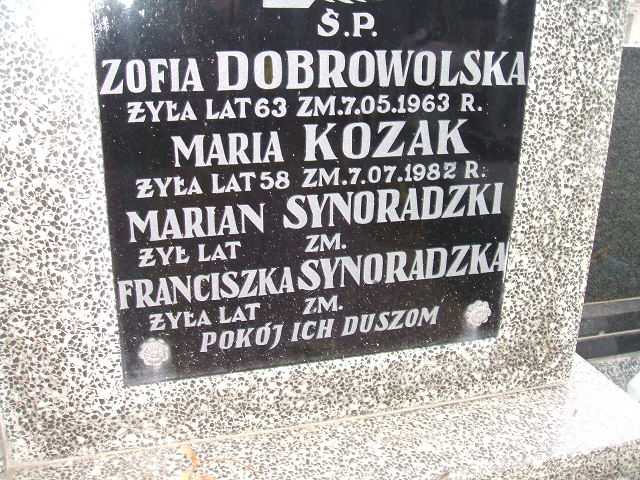 Ś.P.
ZOFIA DOBROWOLSKA
ŻYŁA LAT 63 ZM. 7.05.1963 R.
MARIA KOZAK
ŻYŁA LAT 58 ZM. 7.07.1982 R.
MARIAN SYNORADZKI
ŻYŁ LAT ZM.
FRANCISZKA SYNORADZKA
ŻYŁA LAT ZM.
POKÓJ ICH DUSZOM